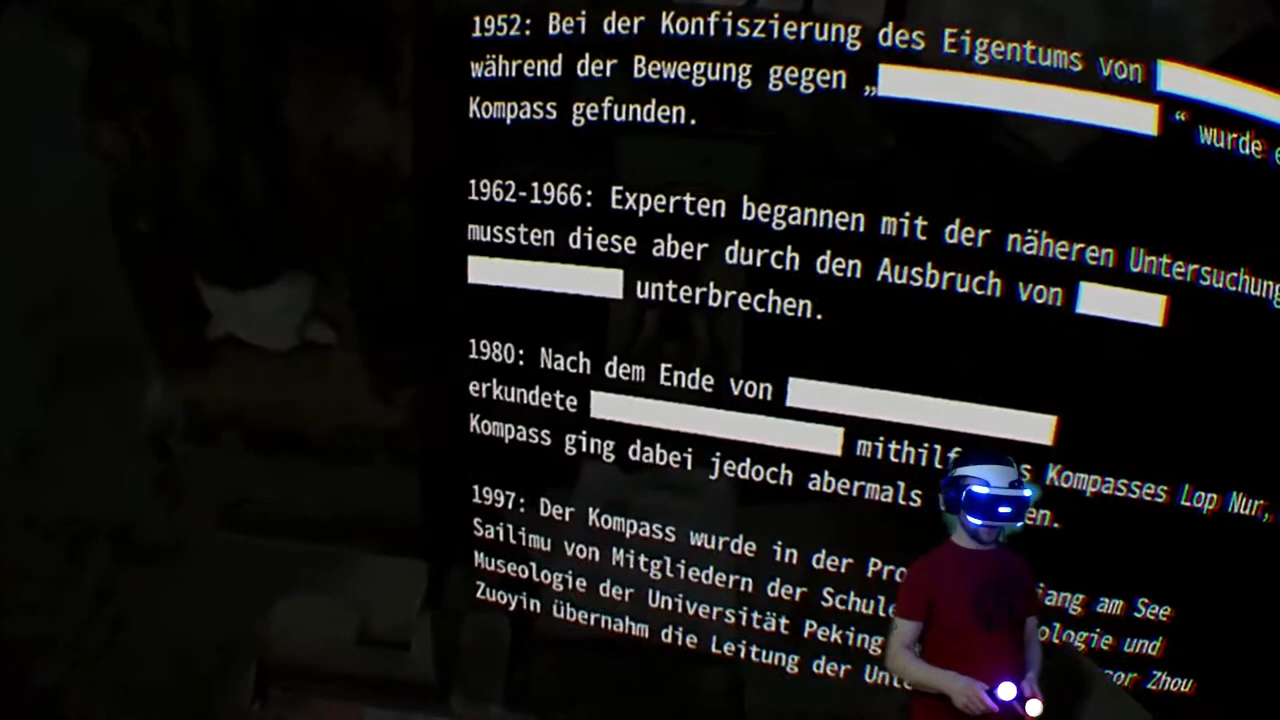 1952: Bei der Konfiszierung des Eigentums von
während der Bewegung gegen „ “ wurde
Kompass gefunden.
1962-1966: Experten begannen mit der näheren Untersuchung
mussten diese aber durch den Ausbruch von
unterbrechen.
1980: Nach dem Ende von
erkundete mithilf s Kompasses Lop Nur,
Kompass ging dabei jedoch abermals en.
1997: Der Kompass wurde in der Pro iang am See
Sailimu von Mitgliedern der Schule ologie und
Museologie der Universität Peking sor Zhou
Zuoyin übernahm die Leitung der Unte